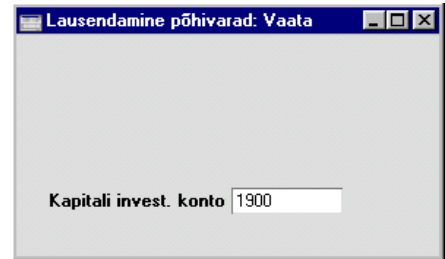 Lausendamine põhivarad: Vaata
Kapitali invest. konto 1900